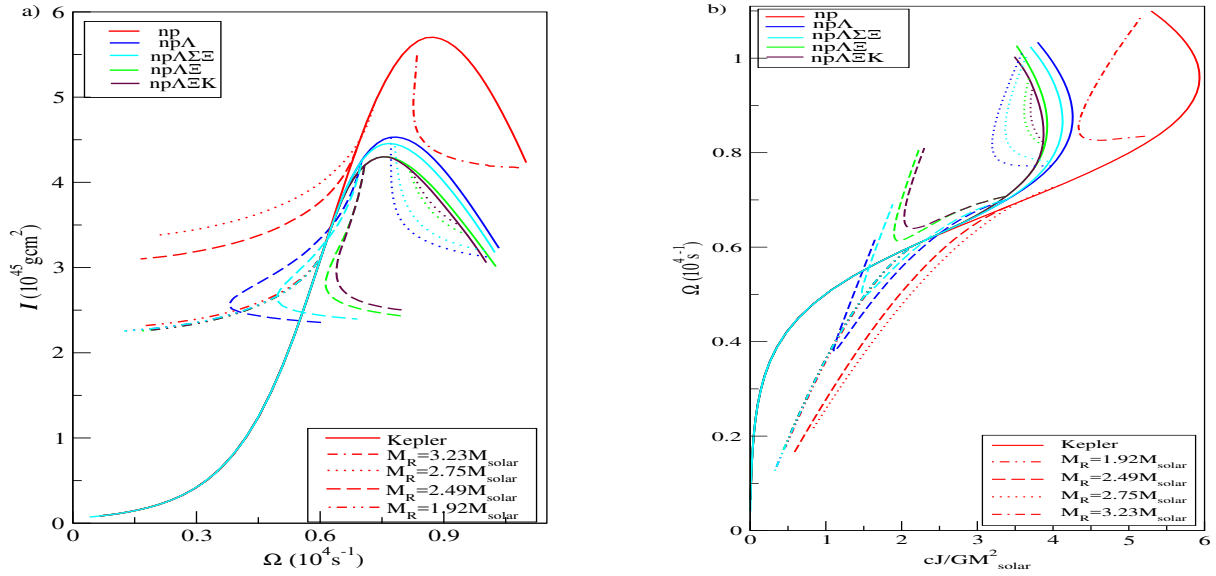 a)
np
npΛ
npΛΣΞ
npΛΞ
npΛΞK
6
5
4
3
2
1
0
I (10^45 gcm^2)
Kepler
M_R=3.23M_solar
M_R=2.75M_solar
M_R=2.49M_solar
M_R=1.92M_solar
0 0.3 0.6 0.9
Ω (10^4 s^-1)
b)
np
npΛ
npΛΣΞ
npΛΞ
npΛΞK
1
0.8
0.6
0.4
0.2
0
Ω (10^4 s^-1)
Kepler
M_R=1.92M_solar
M_R=2.49M_solar
M_R=2.75M_solar
M_R=3.23M_solar
0 1 2 3 4 5 6
cJ/GM^2_solar